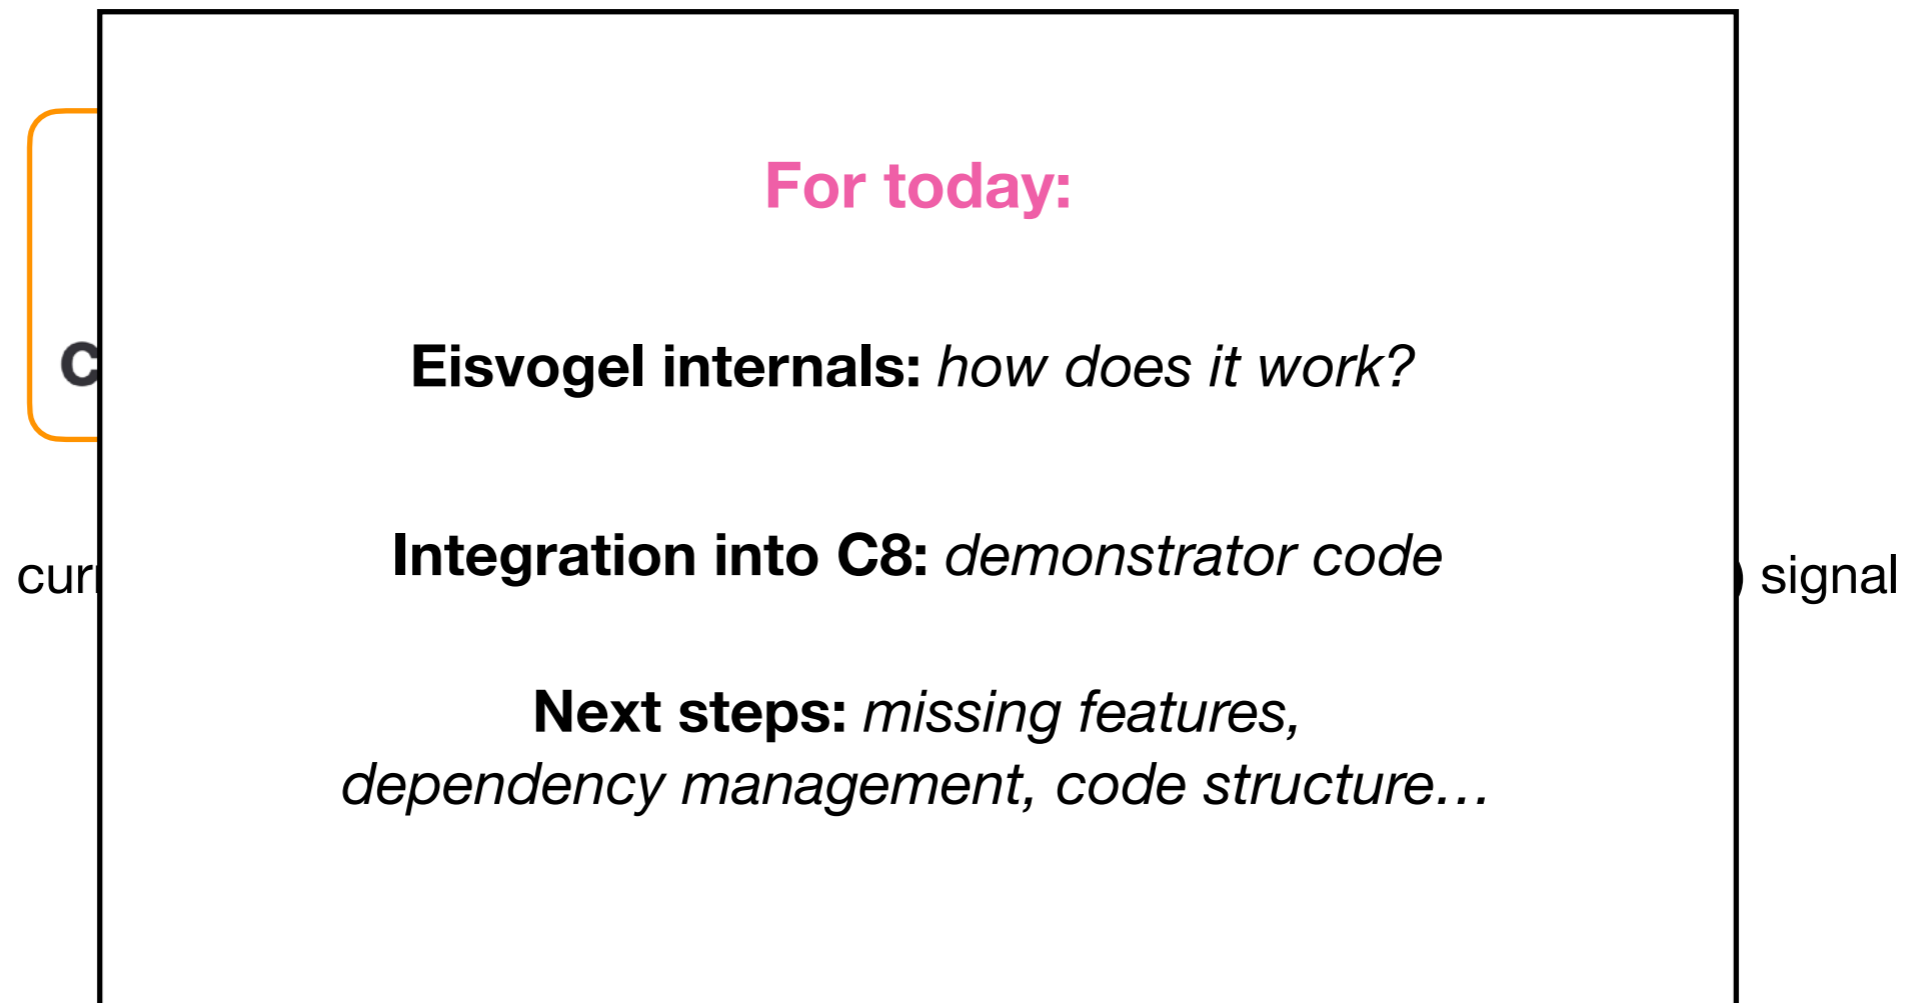 For today:
Eisvogel internals: how does it work?
Integration into C8: demonstrator code
signal
Next steps: missing features,
dependency management, code structure…